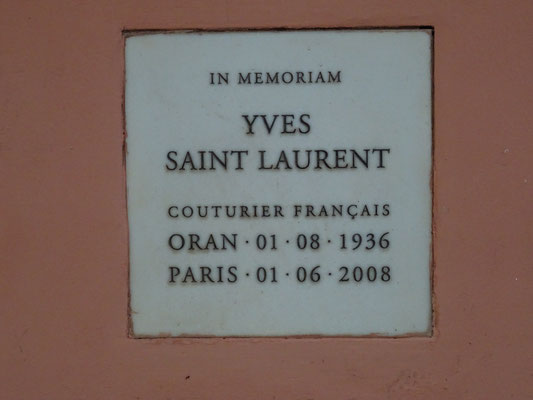 IN MEMORIAM
YVES
SAINT LAURENT
COUTURIER FRANÇAIS
ORAN · 01 · 08 · 1936
PARIS · 01 · 06 · 2008